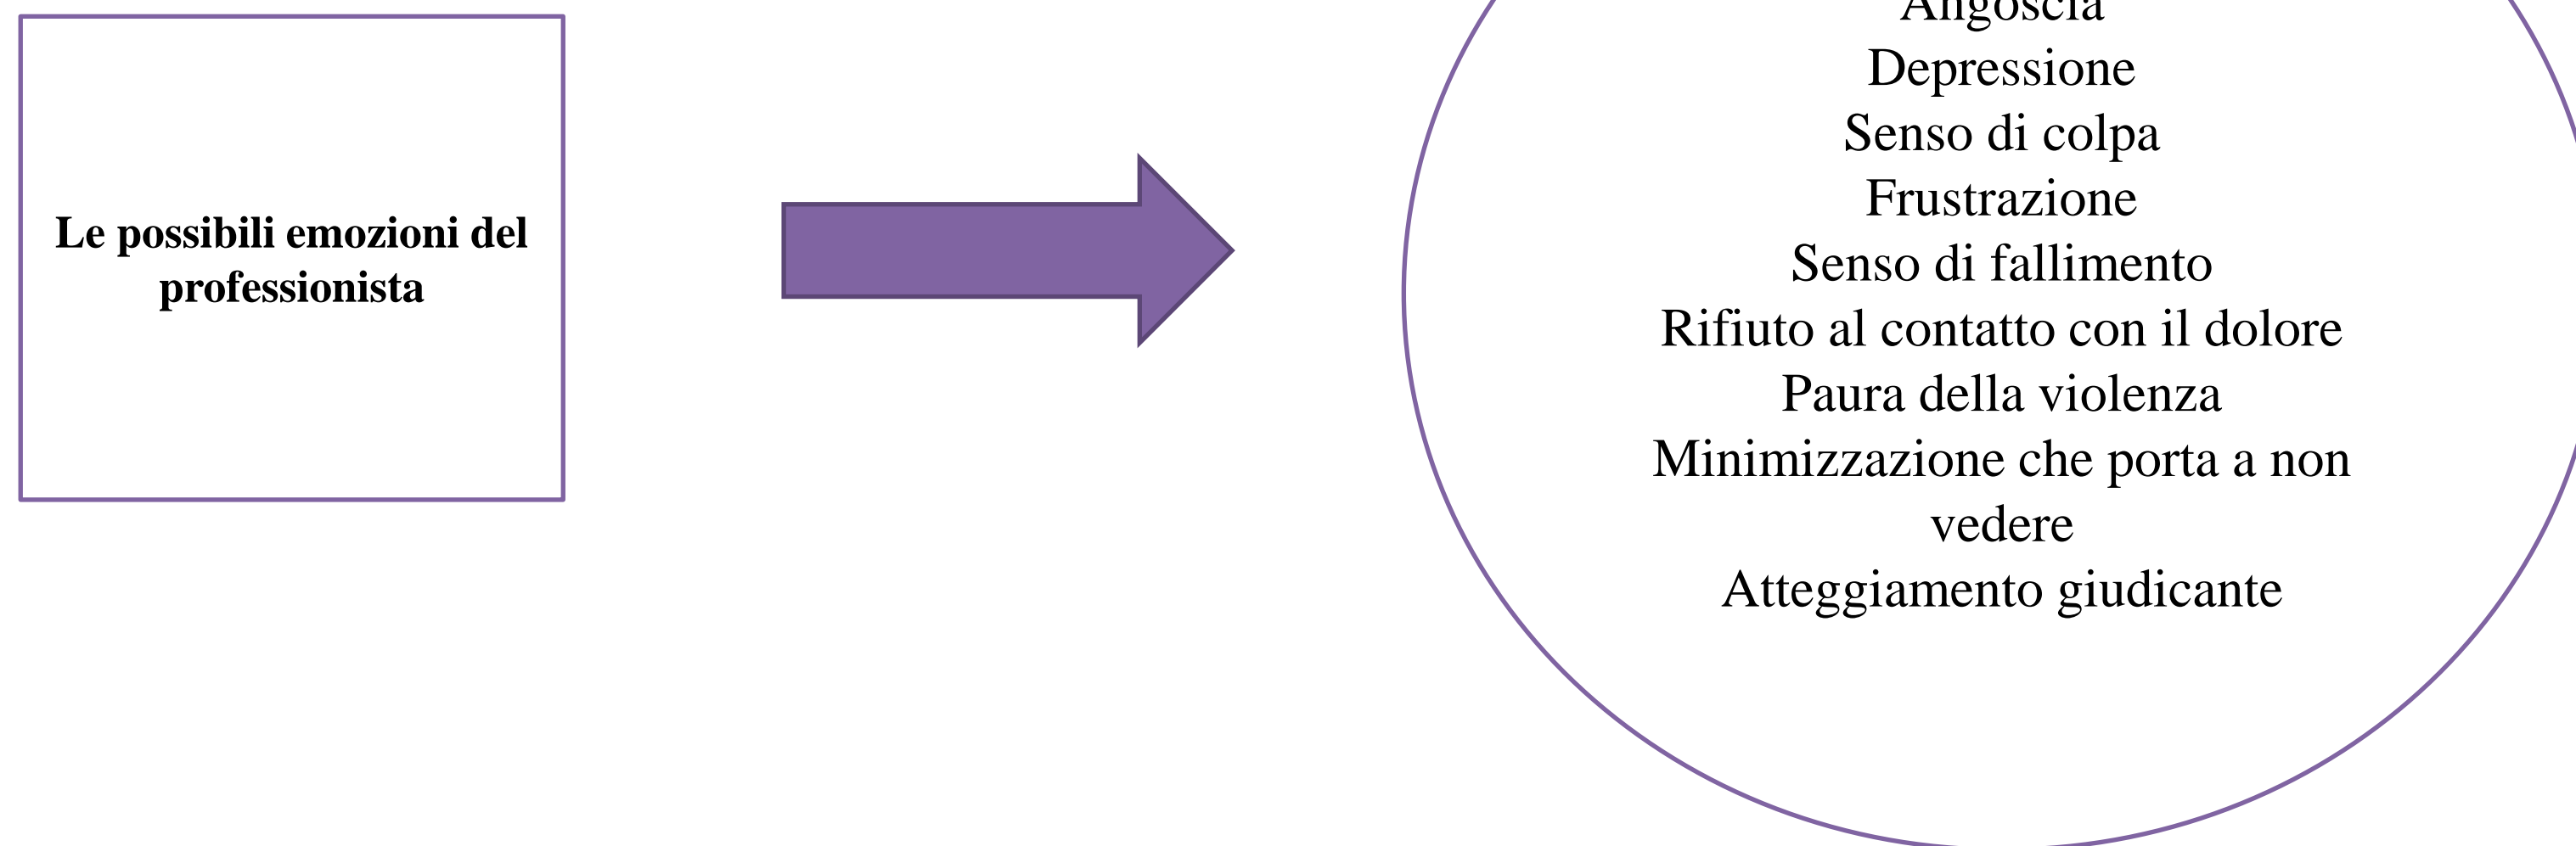 Le possibili emozioni del
professionista
Angoscia
Depressione
Senso di colpa
Frustrazione
Senso di fallimento
Rifiuto al contatto con il dolore
Paura della violenza
Minimizzazione che porta a non
vedere
Atteggiamento giudicante